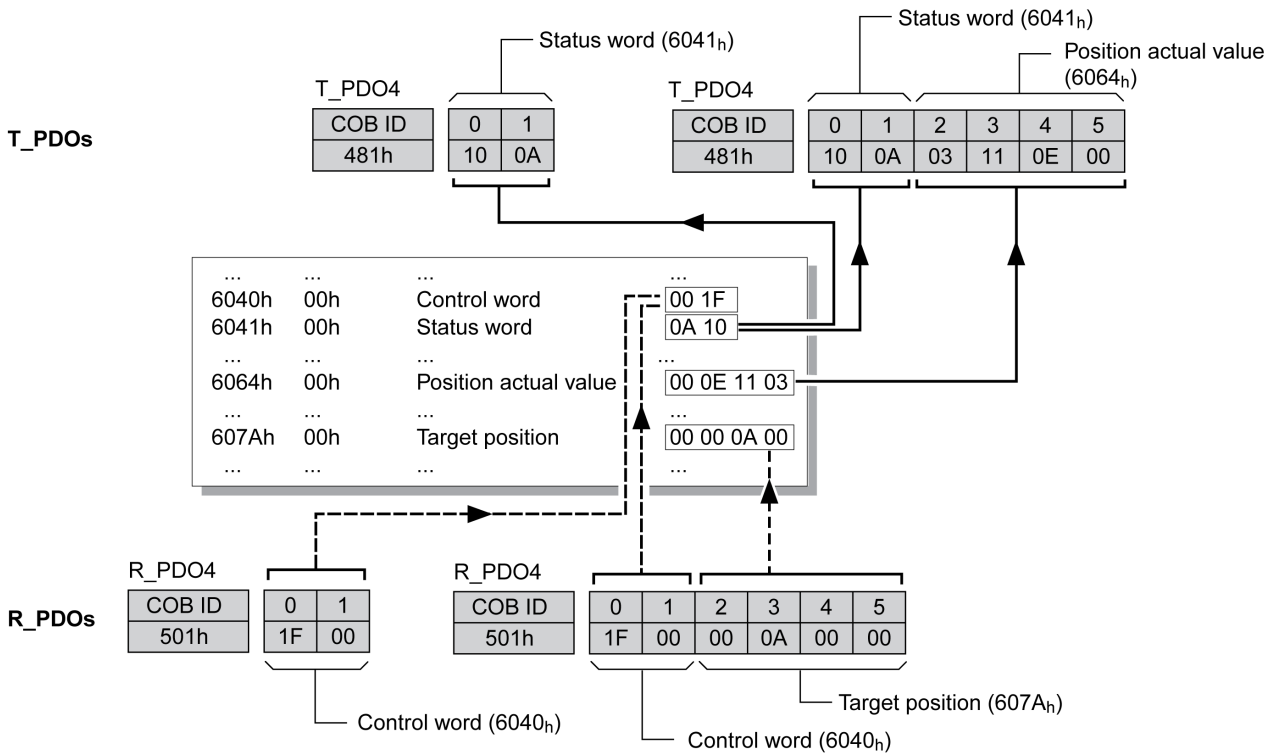 Status word (6041h)
Status word (6041h)
Position actual value
(6064h)
T_PDO4
T_PDO4
T_PDOs
COB ID 0 1
481h 10 0A
COB ID 0 1 2 3 4 5
481h 10 0A 03 11 0E 00
... ... ... ...
6040h 00h Control word 00 1F
6041h 00h Status word 0A 10
... ... ... ...
6064h 00h Position actual value 00 0E 11 03
... ... ... ...
607Ah 00h Target position 00 00 0A 00
... ... ... ...
R_PDO4
R_PDO4
R_PDOs
COB ID 0 1
501h 1F 00
COB ID 0 1 2 3 4 5
501h 1F 00 00 0A 00 00
Target position (607Ah)
Control word (6040h)
Control word (6040h)